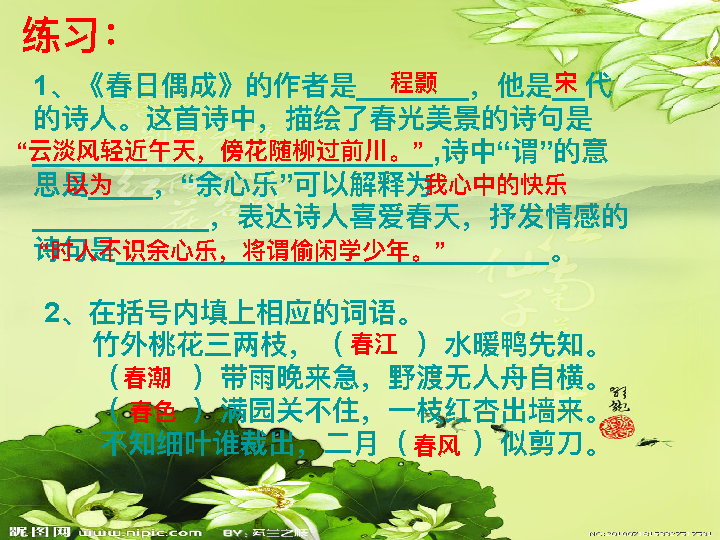 练习：
1、《春日偶成》的作者是程颢，他是宋代
的诗人。这首诗中，描绘了春光美景的诗句是
“云淡风轻近午天，傍花随柳过前川。”,诗中“谓”的意
思是以为，“余心乐”可以解释为我心中的快乐
，表达诗人喜爱春天，抒发情感的
诗句是“时人不识余心乐，将谓偷闲学少年。”。
2、在括号内填上相应的词语。
竹外桃花三两枝，（春江）水暖鸭先知。
（春潮）带雨晚来急，野渡无人舟自横。
（春色）满园关不住，一枝红杏出墙来。
不知细叶谁裁出，二月（春风）似剪刀。
昵图网 www.nipic.com